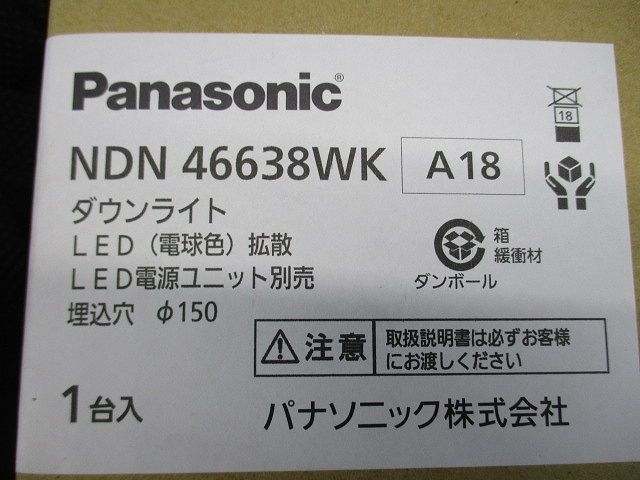 Panasonic®
NDN 46638WK A18
18
ダウンライト
LED（電球色）拡散
LED電源ユニット別売
埋込穴 φ150
箱
緩衝材
ダンボール
注意
取扱説明書は必ずお客様
にお渡しください
1台入
パナソニック株式会社